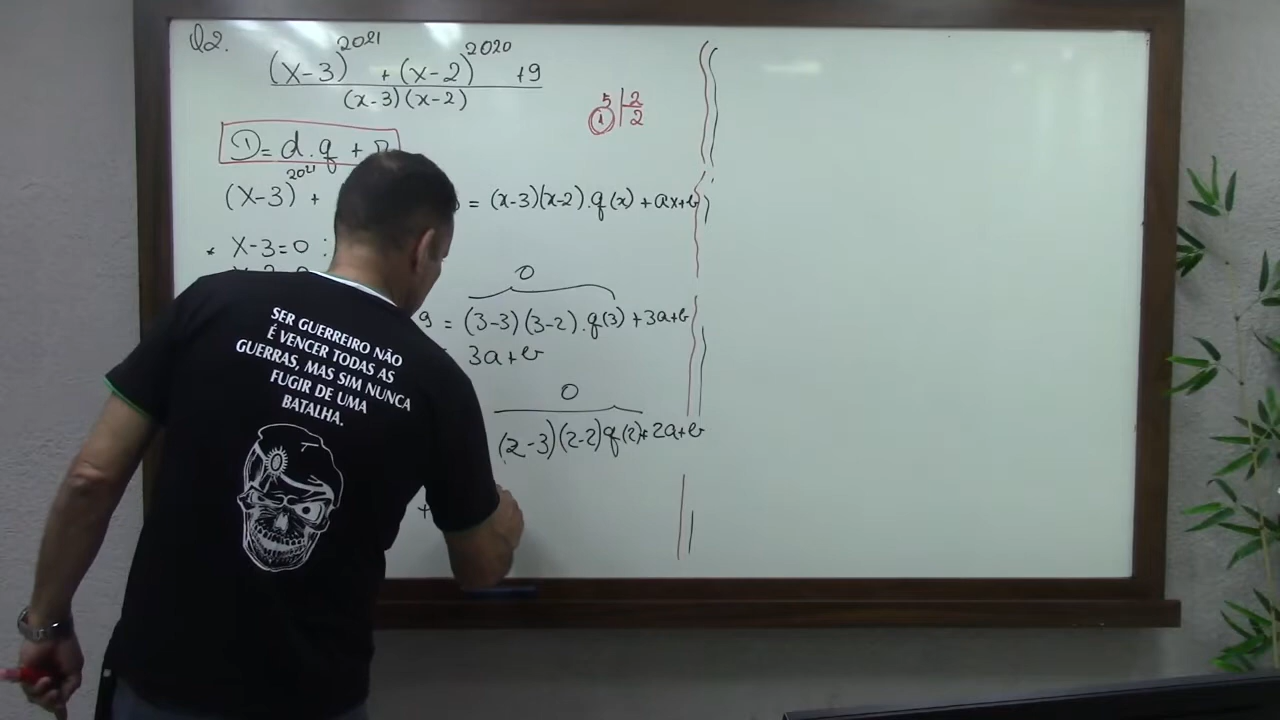 Q2.
(x-3)^2021 + (x-2)^2020 + 9
(x-3)(x-2)
5 | 2
1 2
D = d.q +
(x-3)^2021 + = (x-3)(x-2).q(x) + ax+b
* x-3=0 :
0
9 = (3-3)(3-2).q(3) + 3a+b
3a+b
0
(2-3)(2-2)q(2) + 2a+b
+
SER GUERREIRO NÃO
É VENCER TODAS AS
GUERRAS, MAS SIM NUNCA
FUGIR DE UMA
BATALHA.